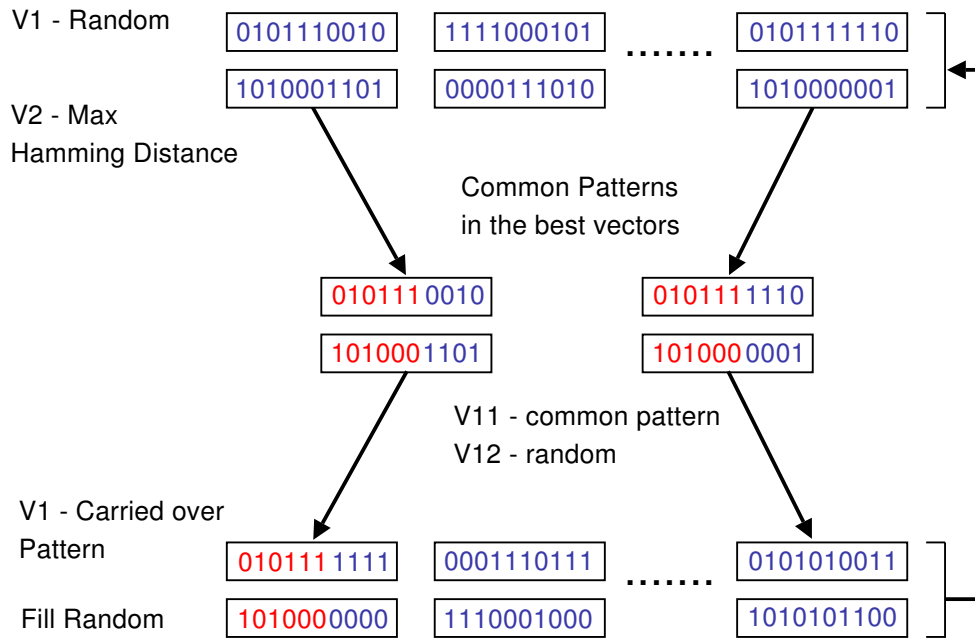 V1 - Random 0101110010 1111000101 ....... 0101111110
1010001101 0000111010 1010000001
V2 - Max
Hamming Distance
Common Patterns
in the best vectors
0101110010 0101111110
1010001101 1010000001
V11 - common pattern
V12 - random
V1 - Carried over
Pattern
0101111111 0001110111 ....... 0101010011
Fill Random 1010000000 1110001000 1010101100